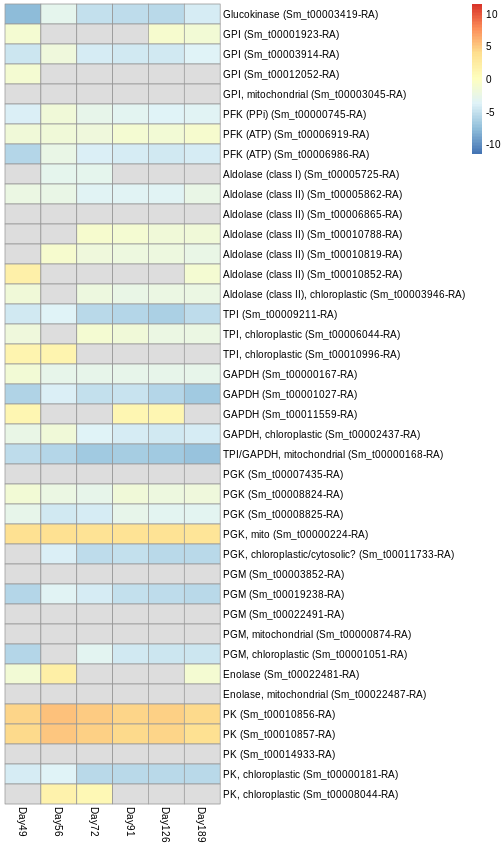 Glucokinase (Sm_t00003419-RA)
GPI (Sm_t00001923-RA)
GPI (Sm_t00003914-RA)
GPI (Sm_t00012052-RA)
GPI, mitochondrial (Sm_t00003045-RA)
PFK (PPi) (Sm_t00000745-RA)
PFK (ATP) (Sm_t00006919-RA)
PFK (ATP) (Sm_t00006986-RA)
Aldolase (class I) (Sm_t00005725-RA)
Aldolase (class II) (Sm_t00005862-RA)
Aldolase (class II) (Sm_t00006865-RA)
Aldolase (class II) (Sm_t00010788-RA)
Aldolase (class II) (Sm_t00010819-RA)
Aldolase (class II) (Sm_t00010852-RA)
Aldolase (class II), chloroplastic (Sm_t00003946-RA)
TPI (Sm_t00009211-RA)
TPI, chloroplastic (Sm_t00006044-RA)
TPI, chloroplastic (Sm_t00010996-RA)
GAPDH (Sm_t00000167-RA)
GAPDH (Sm_t00001027-RA)
GAPDH (Sm_t00011559-RA)
GAPDH, chloroplastic (Sm_t00002437-RA)
TPI/GAPDH, mitochondrial (Sm_t00000168-RA)
PGK (Sm_t00007435-RA)
PGK (Sm_t00008824-RA)
PGK (Sm_t00008825-RA)
PGK, mito (Sm_t00000224-RA)
PGK, chloroplastic/cytosolic? (Sm_t00011733-RA)
PGM (Sm_t00003852-RA)
PGM (Sm_t00019238-RA)
PGM (Sm_t00022491-RA)
PGM, mitochondrial (Sm_t00000874-RA)
PGM, chloroplastic (Sm_t00001051-RA)
Enolase (Sm_t00022481-RA)
Enolase, mitochondrial (Sm_t00022487-RA)
PK (Sm_t00010856-RA)
PK (Sm_t00010857-RA)
PK (Sm_t00014933-RA)
PK, chloroplastic (Sm_t00000181-RA)
PK, chloroplastic (Sm_t00008044-RA)
Day49
Day56
Day72
Day91
Day126
Day189
10
5
0
-5
-10